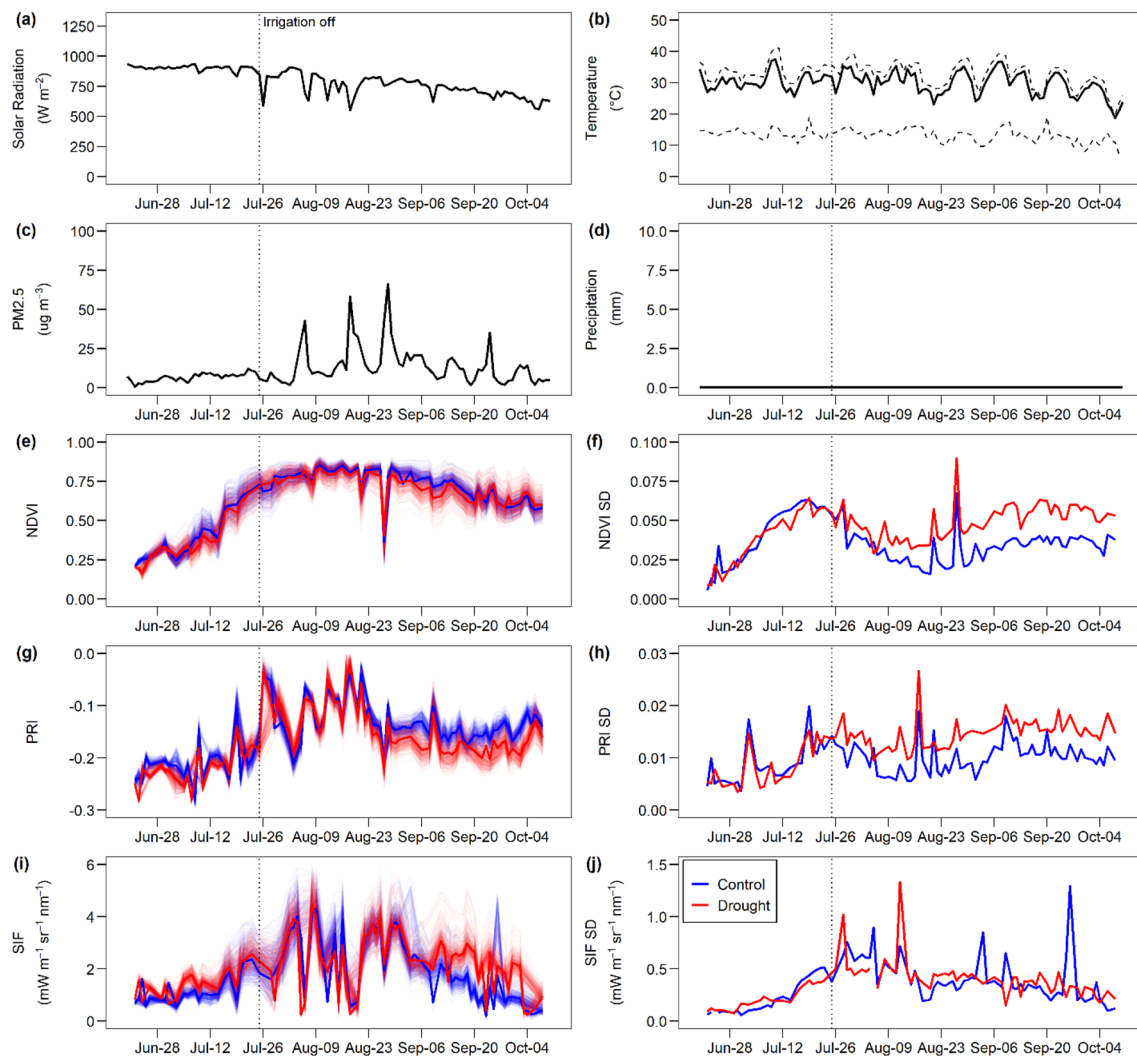 (a)
Irrigation off
Solar Radiation
(W m−2)
1250
1000
750
500
250
0
Jun-28 Jul-12 Jul-26 Aug-09 Aug-23 Sep-06 Sep-20 Oct-04
(b)
Temperature
(°C)
50
40
30
20
10
0
Jun-28 Jul-12 Jul-26 Aug-09 Aug-23 Sep-06 Sep-20 Oct-04
(c)
PM2.5
(ug m−3)
100
75
50
25
0
Jun-28 Jul-12 Jul-26 Aug-09 Aug-23 Sep-06 Sep-20 Oct-04
(d)
Precipitation
(mm)
10.0
7.5
5.0
2.5
0.0
Jun-28 Jul-12 Jul-26 Aug-09 Aug-23 Sep-06 Sep-20 Oct-04
(e)
NDVI
1.00
0.75
0.50
0.25
0.00
Jun-28 Jul-12 Jul-26 Aug-09 Aug-23 Sep-06 Sep-20 Oct-04
(f)
NDVI SD
0.100
0.075
0.050
0.025
0.000
Jun-28 Jul-12 Jul-26 Aug-09 Aug-23 Sep-06 Sep-20 Oct-04
(g)
PRI
0.0
-0.1
-0.2
-0.3
Jun-28 Jul-12 Jul-26 Aug-09 Aug-23 Sep-06 Sep-20 Oct-04
(h)
PRI SD
0.03
0.02
0.01
0.00
Jun-28 Jul-12 Jul-26 Aug-09 Aug-23 Sep-06 Sep-20 Oct-04
(i)
SIF
(mW m−1 sr−1 nm−1)
6
4
2
0
Jun-28 Jul-12 Jul-26 Aug-09 Aug-23 Sep-06 Sep-20 Oct-04
(j)
SIF SD
(mW m−1 sr−1 nm−1)
1.5
1.0
0.5
0.0
Control
Drought
Jun-28 Jul-12 Jul-26 Aug-09 Aug-23 Sep-06 Sep-20 Oct-04